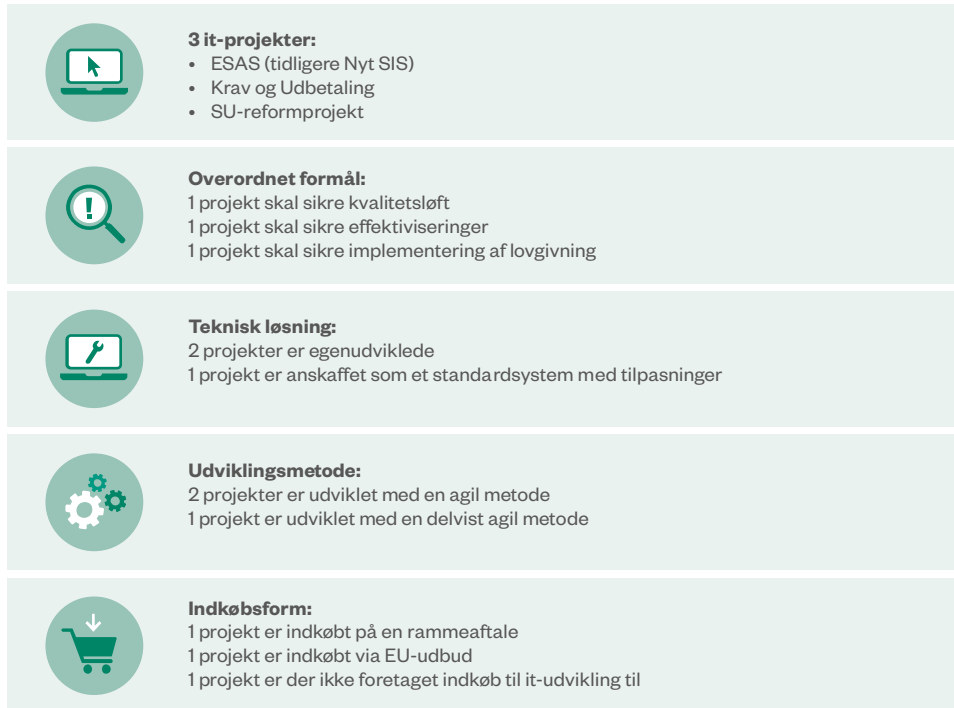 3 it-projekter:
• ESAS (tidligere Nyt SIS)
• Krav og Udbetaling
• SU-reformprojekt
Overordnet formål:
1 projekt skal sikre kvalitetsløft
1 projekt skal sikre effektiviseringer
1 projekt skal sikre implementering af lovgivning
Teknisk løsning:
2 projekter er egenudviklede
1 projekt er anskaffet som et standardsystem med tilpasninger
Udviklingsmetode:
2 projekter er udviklet med en agil metode
1 projekt er udviklet med en delvist agil metode
Indkøbsform:
1 projekt er indkøbt på en rammeaftale
1 projekt er indkøbt via EU-udbud
1 projekt er der ikke foretaget indkøb til it-udvikling til